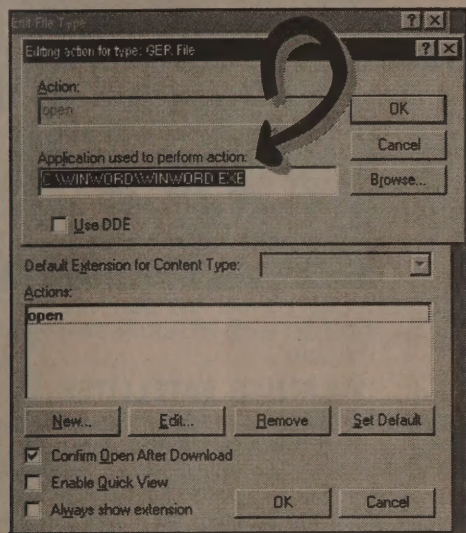 Edit File Type
Editing action for type: GER File
Action:
open
OK
Application used to perform action:
Cancel
C:\WINWORD\WINWORD.EXE
Browse...
Use DDE
Default Extension for Content Type:
Actions:
open
New...
Edit...
Remove
Set Default
Confirm Open After Download
Enable Quick View
Always show extension
OK
Cancel